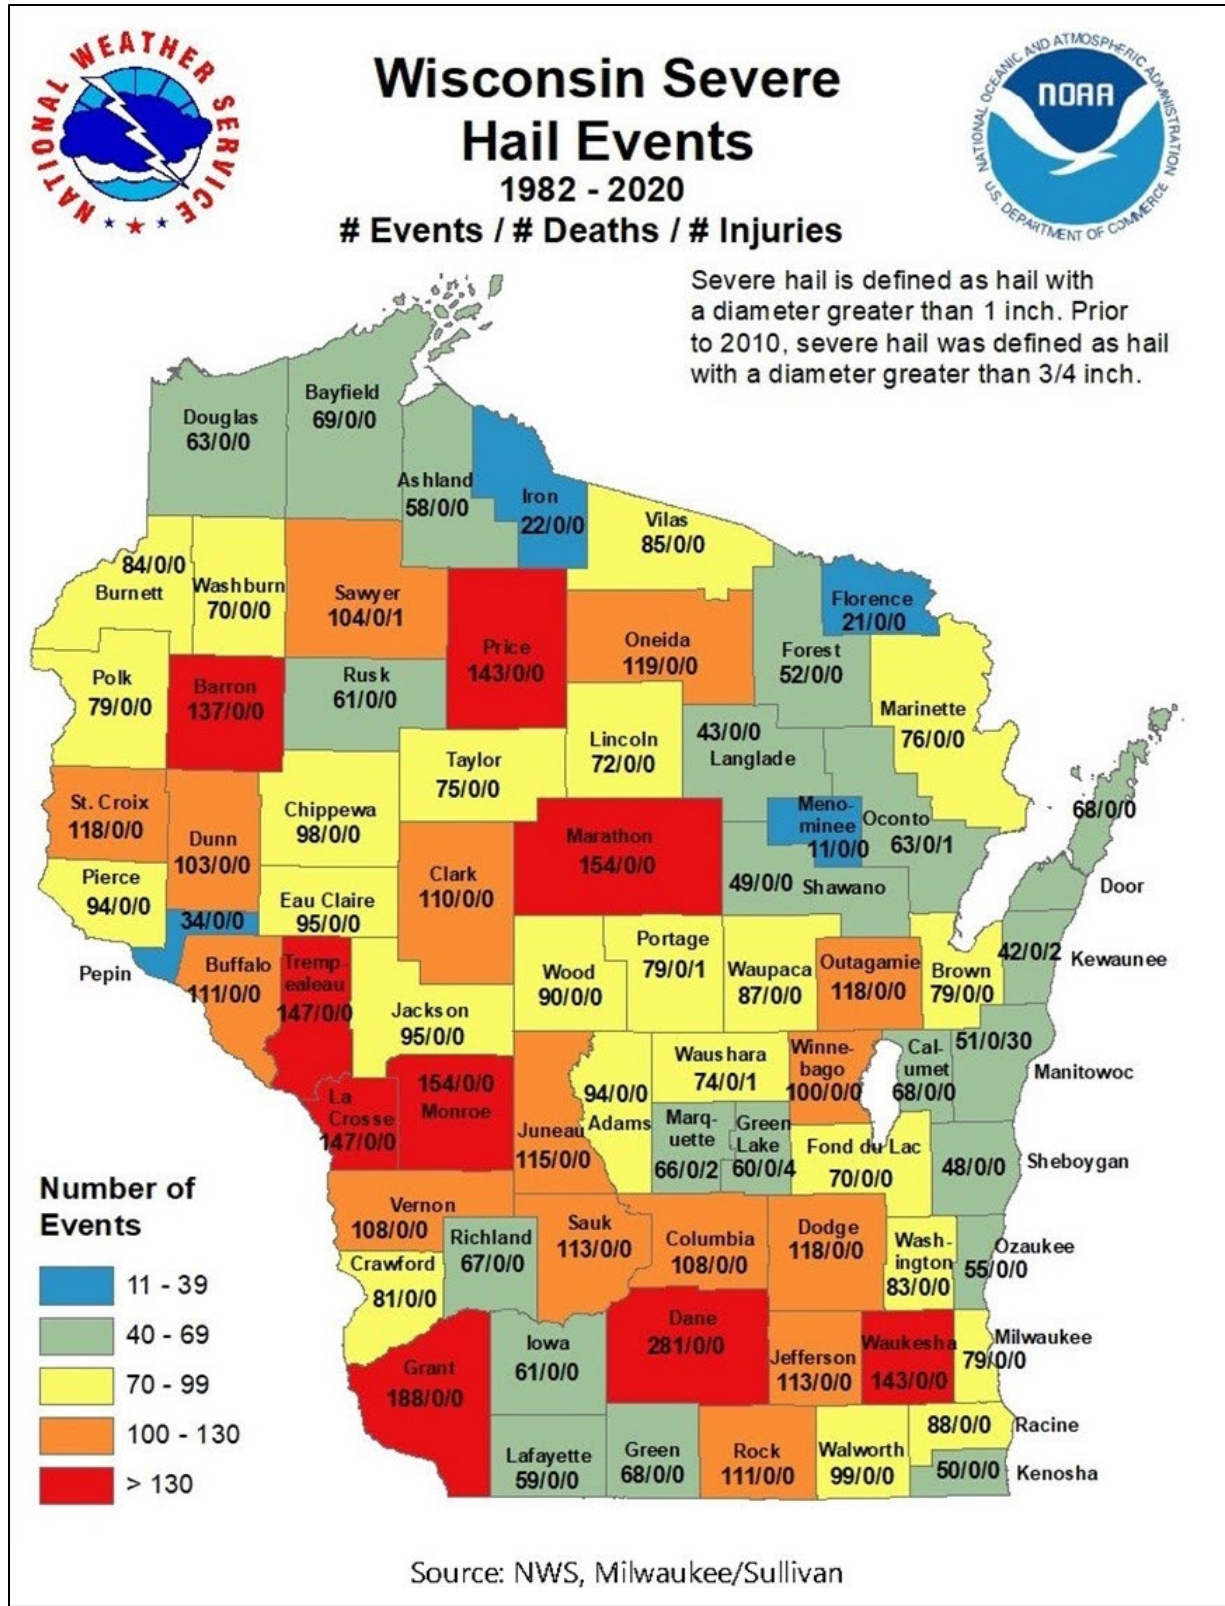 NATIONAL WEATHER SERVICE
Wisconsin Severe
Hail Events
1982 - 2020
# Events / # Deaths / # Injuries
NOAA
NATIONAL OCEANIC AND ATMOSPHERIC ADMINISTRATION
U.S. DEPARTMENT OF COMMERCE
Severe hail is defined as hail with
a diameter greater than 1 inch. Prior
to 2010, severe hail was defined as hail
with a diameter greater than 3/4 inch.
Douglas
63/0/0
Bayfield
69/0/0
Ashland
58/0/0
Iron
22/0/0
Vilas
85/0/0
84/0/0
Burnett
Washburn
70/0/0
Sawyer
104/0/1
Price
143/0/0
Oneida
119/0/0
Forest
52/0/0
Florence
21/0/0
Marinette
76/0/0
Polk
79/0/0
Barron
137/0/0
Rusk
61/0/0
Taylor
75/0/0
Lincoln
72/0/0
43/0/0
Langlade
Meno-
minee
11/0/0
Oconto
63/0/1
68/0/0
Door
St. Croix
118/0/0
Dunn
103/0/0
Chippewa
98/0/0
Clark
110/0/0
Marathon
154/0/0
49/0/0
Shawano
Pierce
94/0/0
34/0/0
Pepin
Eau Claire
95/0/0
Buffalo
111/0/0
Tremp-
ealeau
147/0/0
Jackson
95/0/0
Wood
90/0/0
Portage
79/0/1
Waupaca
87/0/0
Outagamie
118/0/0
Brown
79/0/0
42/0/2
Kewaunee
La
Crosse
147/0/0
154/0/0
Monroe
Juneau
115/0/0
94/0/0
Adams
Waushara
74/0/1
Winne-
bago
100/0/0
Cal-
umet
68/0/0
51/0/30
Manitowoc
Marq-
uette
66/0/2
Green
Lake
60/0/4
Fond du Lac
70/0/0
48/0/0
Sheboygan
Vernon
108/0/0
Crawford
81/0/0
Richland
67/0/0
Sauk
113/0/0
Columbia
108/0/0
Dodge
118/0/0
Wash-
ington
83/0/0
Ozaukee
55/0/0
Grant
188/0/0
Iowa
61/0/0
Dane
281/0/0
Jefferson
113/0/0
Waukesha
143/0/0
Milwaukee
79/0/0
Lafayette
59/0/0
Green
68/0/0
Rock
111/0/0
Walworth
99/0/0
88/0/0
Racine
50/0/0
Kenosha
Number of
Events
11 - 39
40 - 69
70 - 99
100 - 130
> 130
Source: NWS, Milwaukee/Sullivan